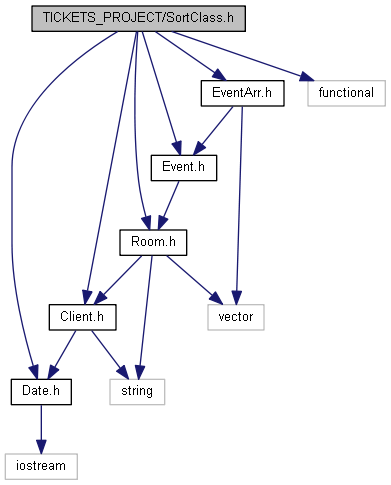 TICKETS_PROJECT/SortClass.h
EventArr.h
functional
Event.h
Room.h
Client.h
vector
Date.h
string
iostream